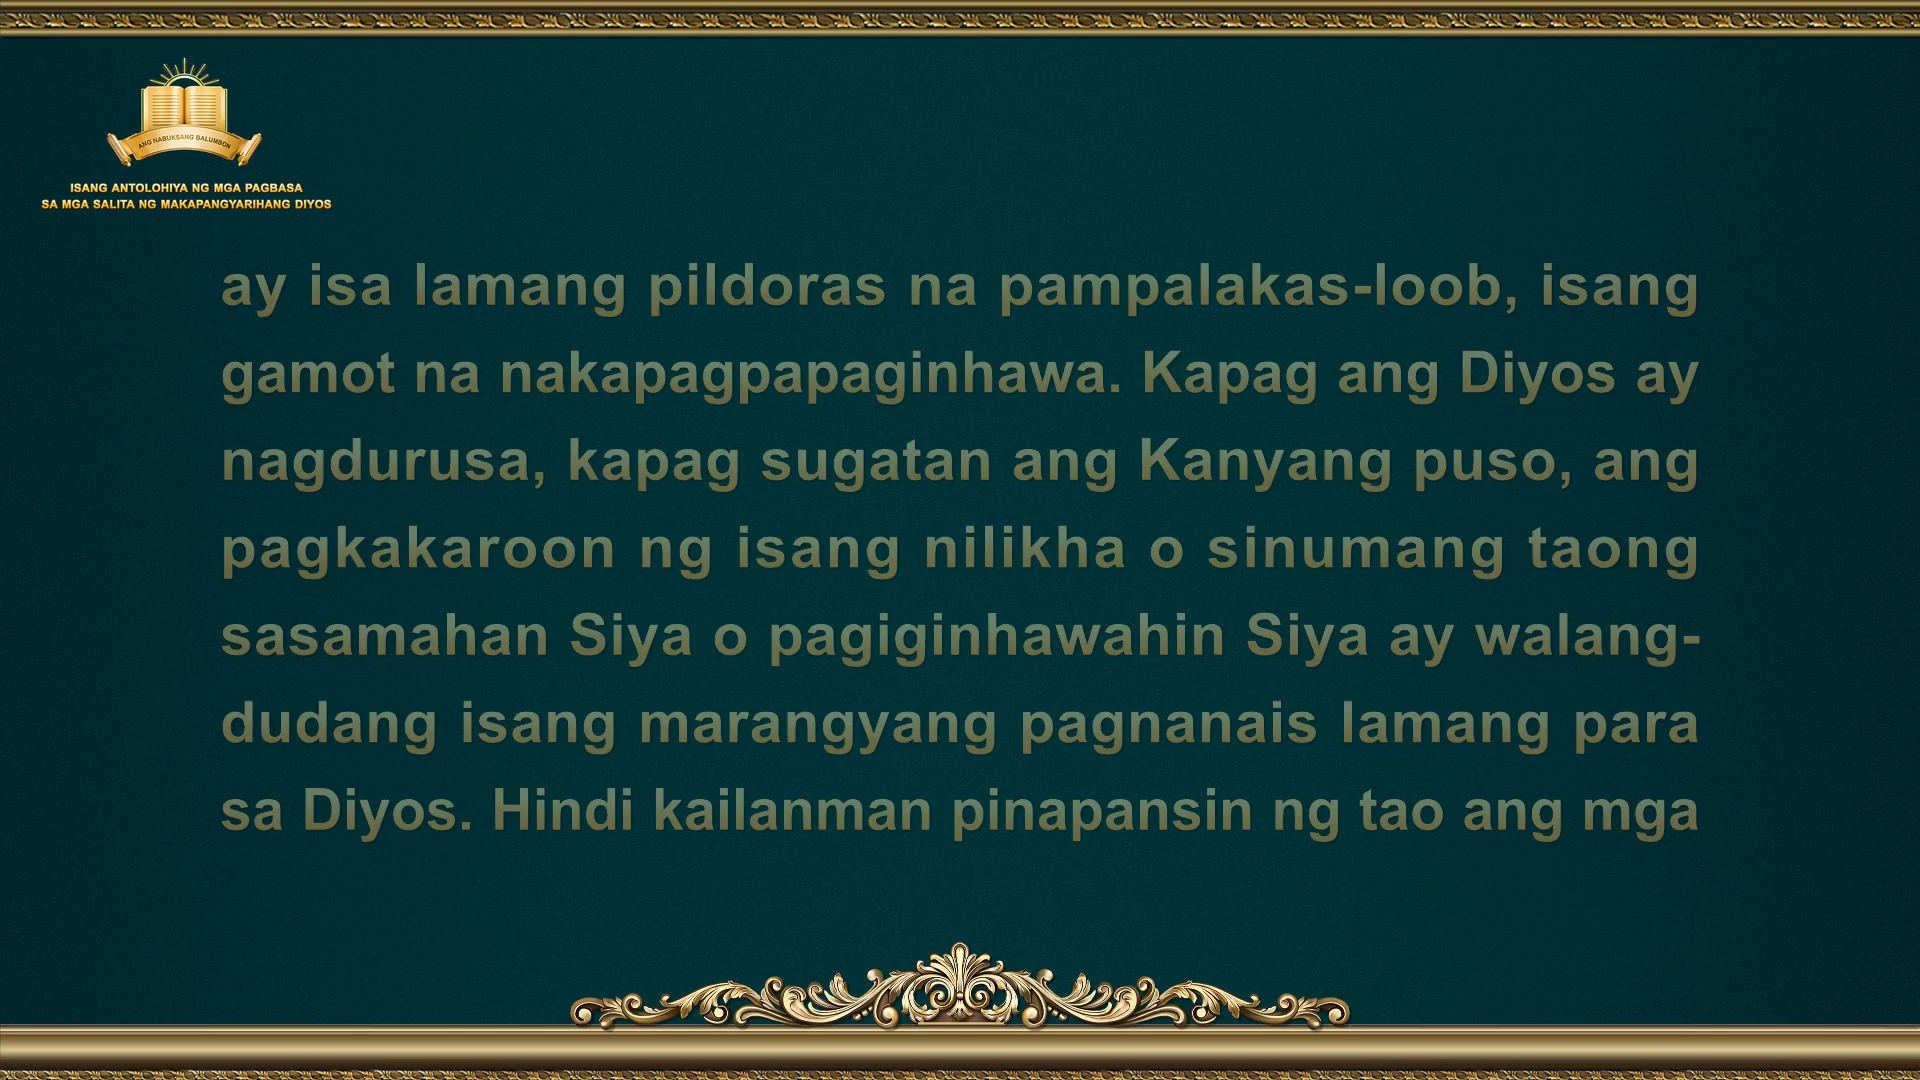 ANG NABUKSANG BALUMBON
ISANG ANTOLOHIYA NG MGA PAGBASA
SA MGA SALITA NG MAKAPANGYARIHANG DIYOS
ay isa lamang pildoras na pampalakas-loob, isang
gamot na nakapagpapaginhawa. Kapag ang Diyos ay
nagdurusa, kapag sugatan ang Kanyang puso, ang
pagkakaroon ng isang nilikha o sinumang taong
sasamahan Siya o pagiginhawahin Siya ay walang-
dudang isang marangyang pagnanais lamang para
sa Diyos. Hindi kailanman pinapansin ng tao ang mga